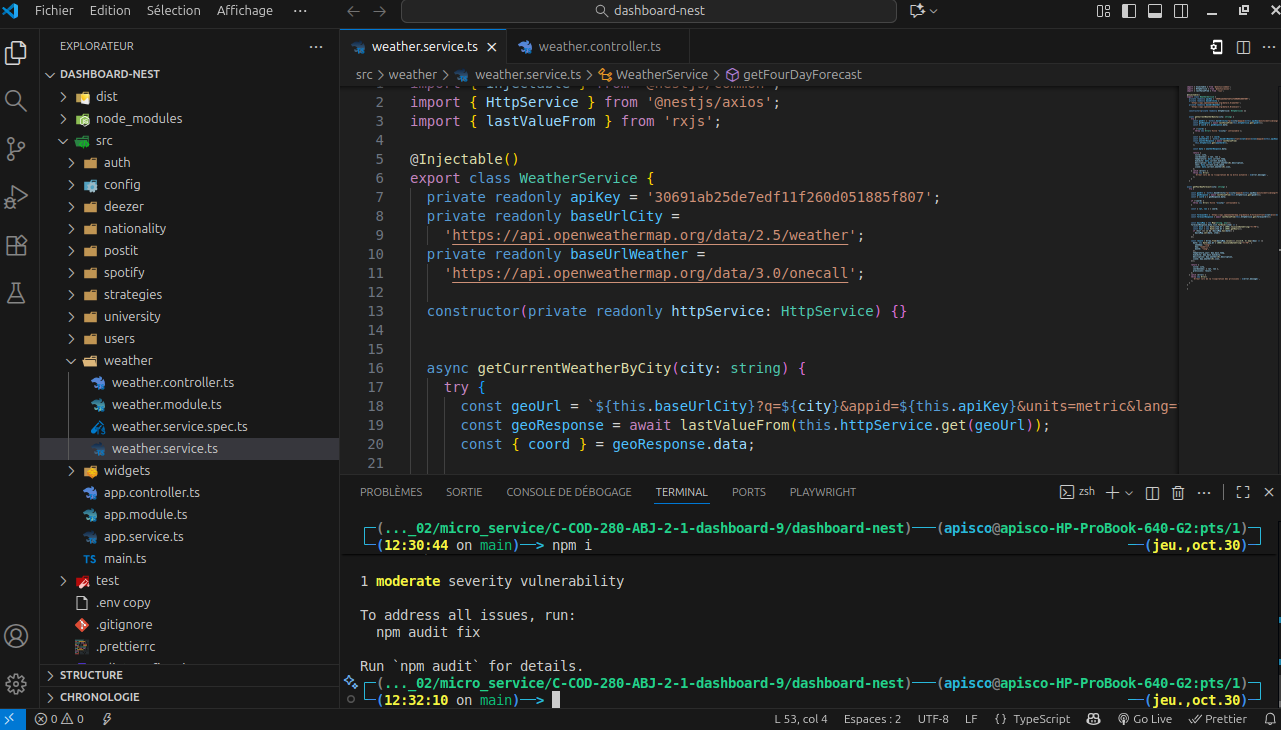 Fichier Edition Sélection Affichage ··· dashboard-nest
EXPLORATEUR ···
DASHBOARD-NEST
dist
node_modules
src
auth
config
deezer
nationality
postit
spotify
strategies
university
users
weather
weather.controller.ts
weather.module.ts
weather.service.spec.ts
weather.service.ts
widgets
app.controller.ts
app.module.ts
app.service.ts
TS main.ts
test
.env copy
.gitignore
.prettierrc
STRUCTURE
CHRONOLOGIE
weather.service.ts weather.controller.ts
src > weather > weather.service.ts > WeatherService > getFourDayForecast
import { Injectable } from '@nestjs/common';
2 import { HttpService } from '@nestjs/axios';
3 import { lastValueFrom } from 'rxjs';
4
5 @Injectable()
6 export class WeatherService {
7 private readonly apiKey = '30691ab25de7edf11f260d051885f807';
8 private readonly baseUrlCity =
9 'https://api.openweathermap.org/data/2.5/weather';
10 private readonly baseUrlWeather =
11 'https://api.openweathermap.org/data/3.0/onecall';
12
13 constructor(private readonly httpService: HttpService) {}
14
15
16 async getCurrentWeatherByCity(city: string) {
17 try {
18 const geoUrl = `${this.baseUrlCity}?q=${city}&appid=${this.apiKey}&units=metric&lang=
19 const geoResponse = await lastValueFrom(this.httpService.get(geoUrl));
20 const { coord } = geoResponse.data;
21
PROBLÈMES SORTIE CONSOLE DE DÉBOGAGE TERMINAL PORTS PLAYWRIGHT zsh
(..._02/micro_service/C-COD-280-ABJ-2-1-dashboard-9/dashboard-nest)——(apisco@apisco-HP-ProBook-640-G2:pts/1)
(12:30:44 on main)——> npm i ——(jeu.,oct.30)
1 moderate severity vulnerability
To address all issues, run:
npm audit fix
Run `npm audit` for details.
(..._02/micro_service/C-COD-280-ABJ-2-1-dashboard-9/dashboard-nest)——(apisco@apisco-HP-ProBook-640-G2:pts/1)
(12:32:10 on main)——> ——(jeu.,oct.30)
0 0 L 53, col 4 Espaces : 2 UTF-8 LF {} TypeScript Go Live Prettier